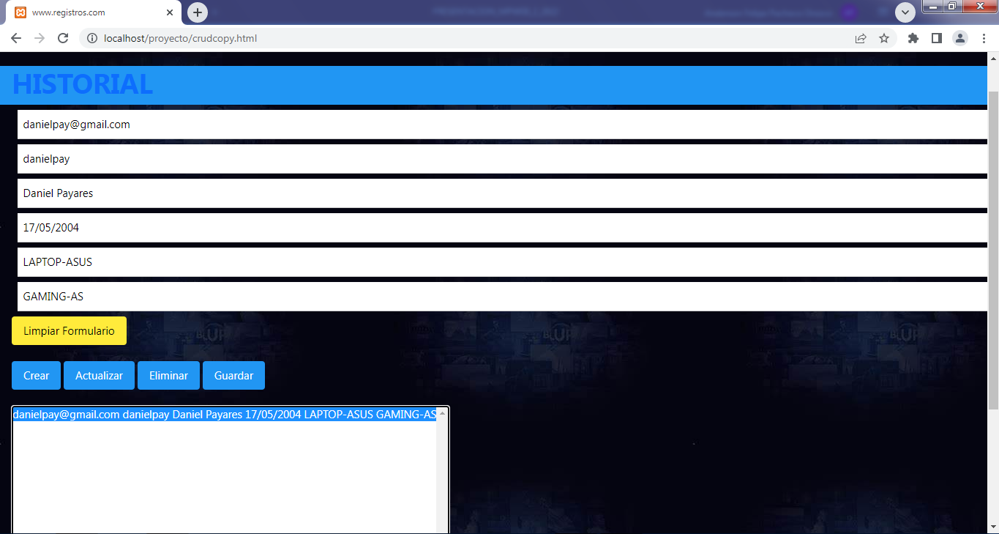 www.registros.com
localhost/proyecto/crudcopy.html
HISTORIAL
danielpay@gmail.com
danielpay
Daniel Payares
17/05/2004
LAPTOP-ASUS
GAMING-AS
Limpiar Formulario
Crear Actualizar Eliminar Guardar
danielpay@gmail.com danielpay Daniel Payares 17/05/2004 LAPTOP-ASUS GAMING-AS